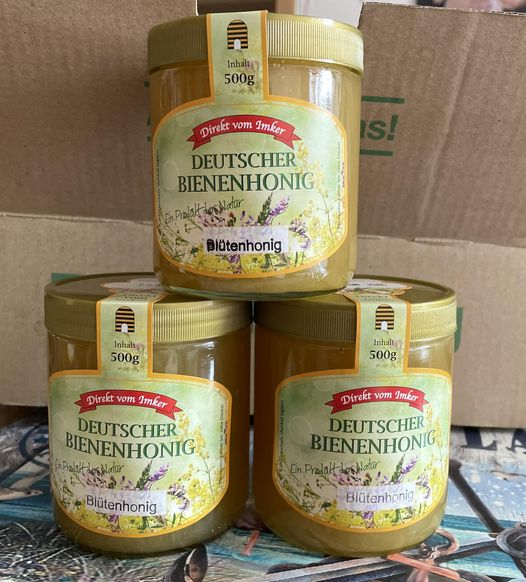 Inhalt
500g
Direkt vom Imker
DEUTSCHER
BIENENHONIG
Ein Produkt der Natur
Blütenhonig
Inhalt
500g
Direkt vom Imker
DEUTSCHER
BIENENHONIG
Ein Produkt der Natur
Blütenhonig
Inhalt
500g
Direkt vom Imker
DEUTSCHER
BIENENHONIG
Ein Produkt der Natur
Blütenhonig